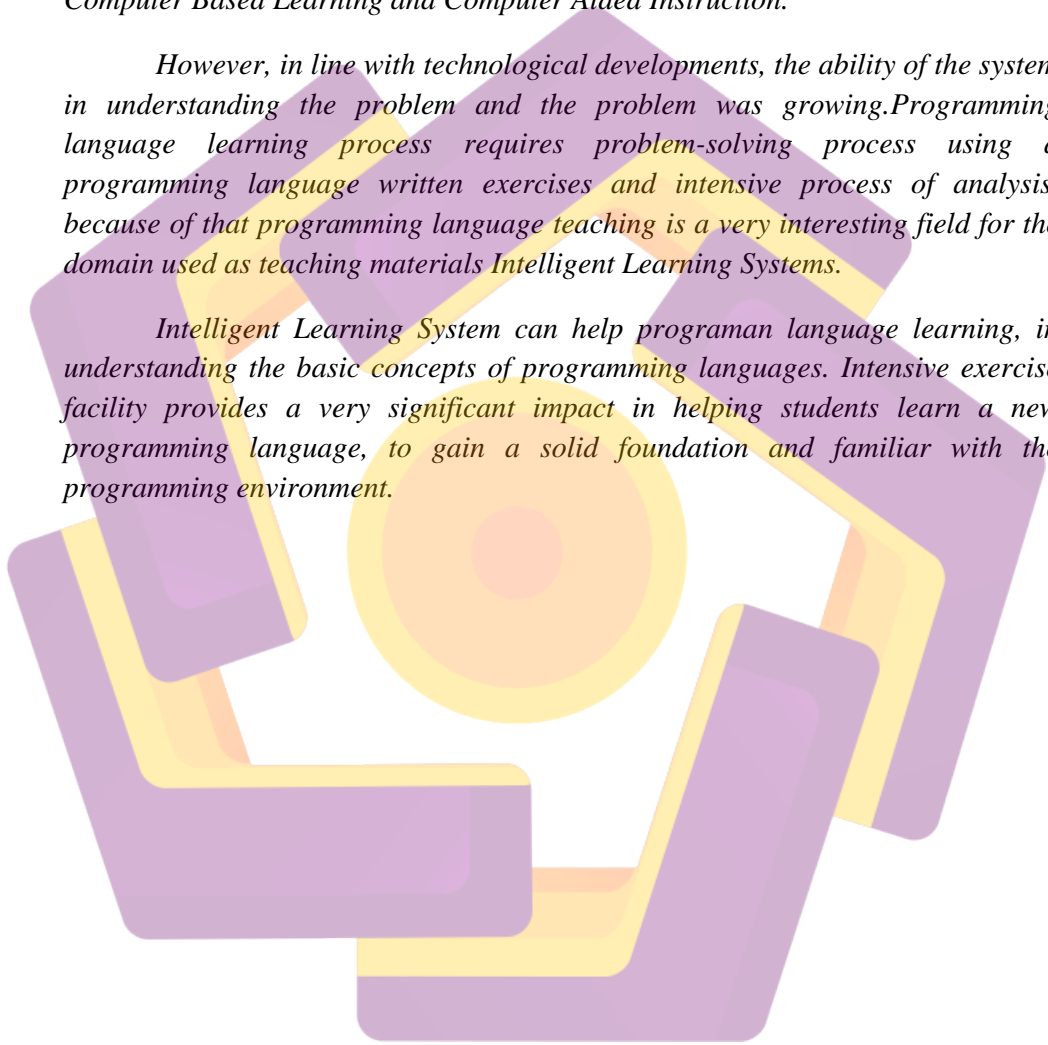 Computer Based Learning and Computer Aided Instruction.
However, in line with technological developments, the ability of the system
in understanding the problem and the problem was growing.Programming
language learning process requires problem-solving process using a
programming language written exercises and intensive process of analysis
because of that programming language teaching is a very interesting field for the
domain used as teaching materials Intelligent Learning Systems.
Intelligent Learning System can help programan language learning, in
understanding the basic concepts of programming languages. Intensive exercise
facility provides a very significant impact in helping students learn a new
programming language, to gain a solid foundation and familiar with the
programming environment.